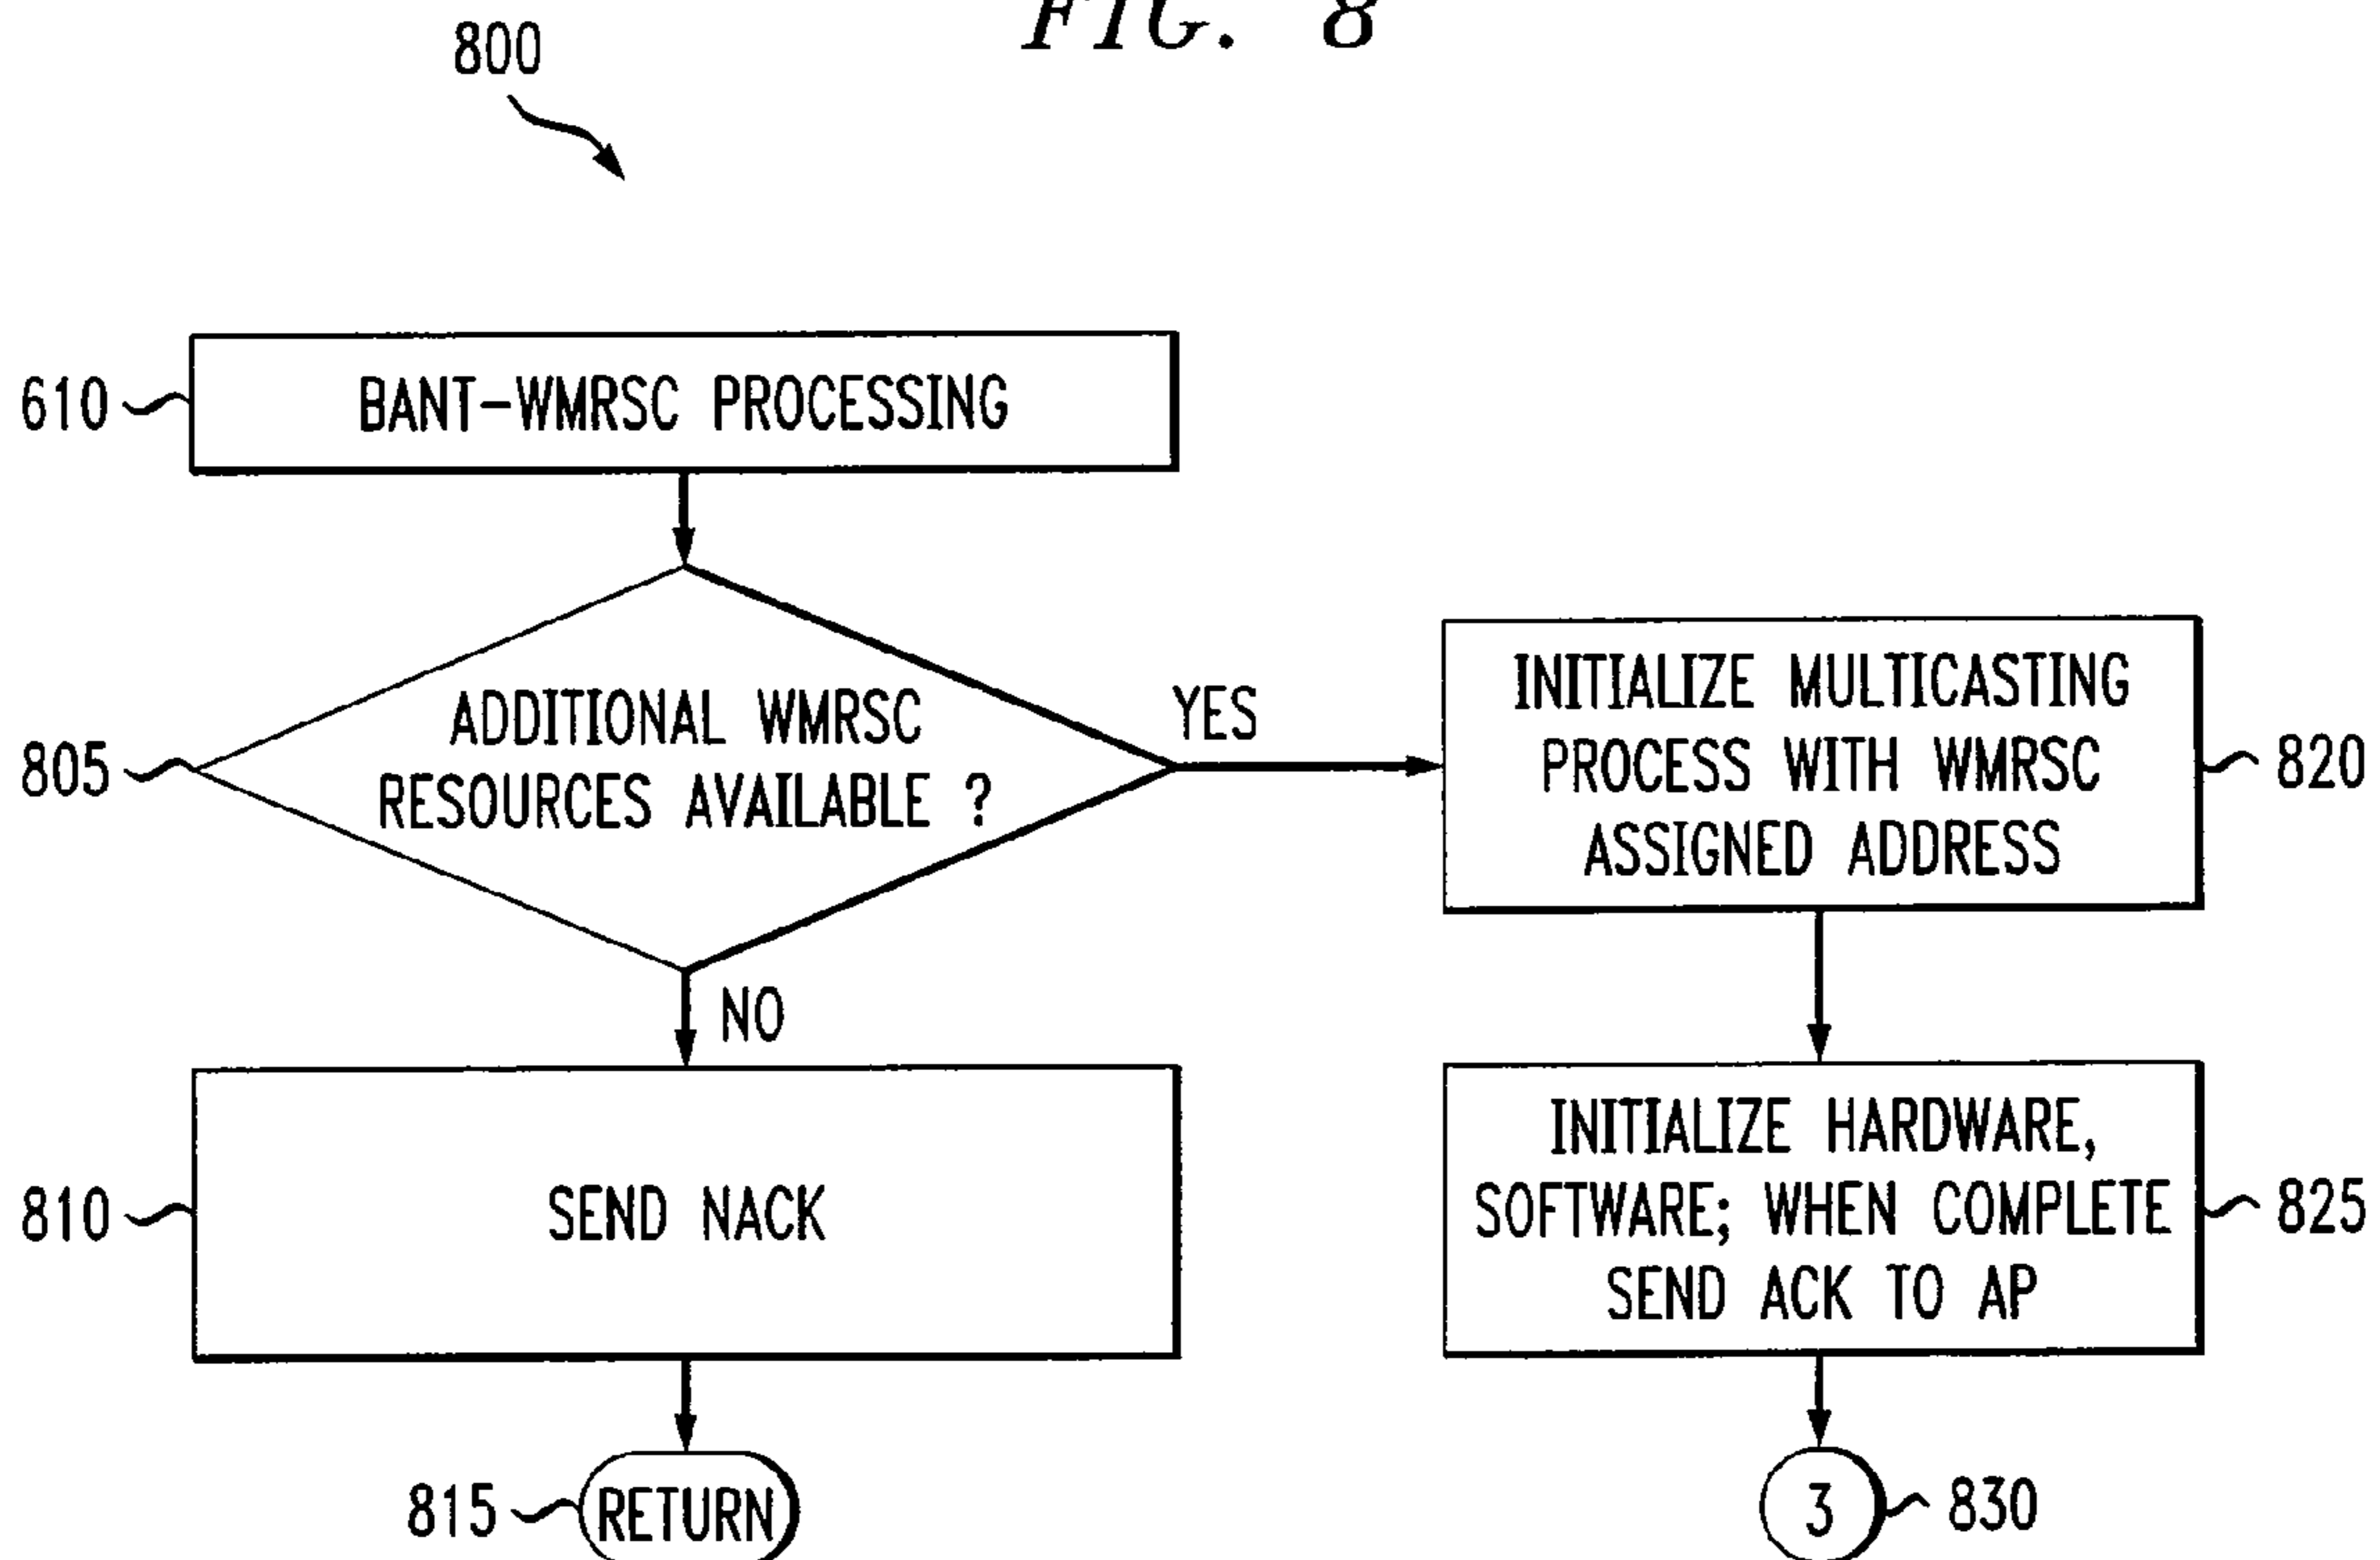 FIG. 8
800
610
BANT-WMRSC PROCESSING
805
ADDITIONAL WMRSC
RESOURCES AVAILABLE ?
YES
INITIALIZE MULTICASTING
PROCESS WITH WMRSC
ASSIGNED ADDRESS
820
NO
810
SEND NACK
INITIALIZE HARDWARE,
SOFTWARE; WHEN COMPLETE
SEND ACK TO AP
825
815
RETURN
3
830